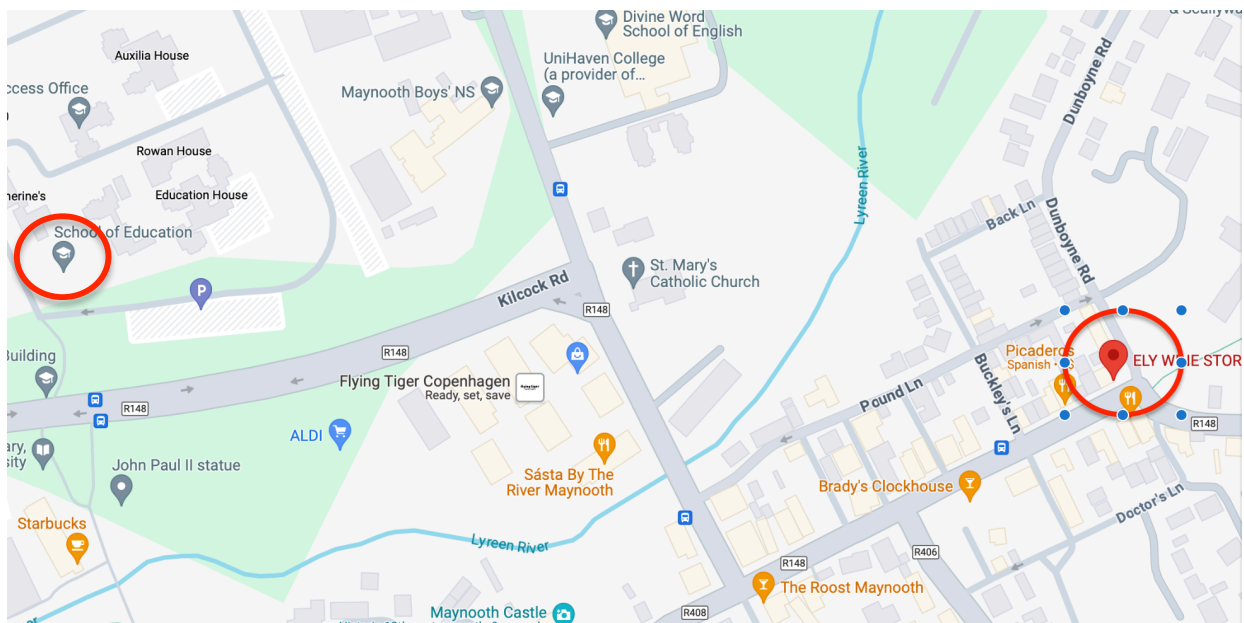 Divine Word
School of English
& Scallywa
Auxilia House
UniHaven College
(a provider of...
Maynooth Boys' NS
ccess Office
Dunboyne Rd
Rowan House
Lyreen River
herine's
Education House
Back Ln
Dunboyne Rd
School of Education
St. Mary's
Catholic Church
P
Kilcock Rd
R148
Building
R148
Flying Tiger Copenhagen
Ready, set, save
Picaderos
Spanish
ELY WINE STOR
Buckley's Ln
Pound Ln
R148
R148
ALDI
ary,
sity
John Paul II statue
Sásta By The
River Maynooth
Brady's Clockhouse
Doctor's Ln
Starbucks
Lyreen River
R406
R148
The Roost Maynooth
Maynooth Castle
R408